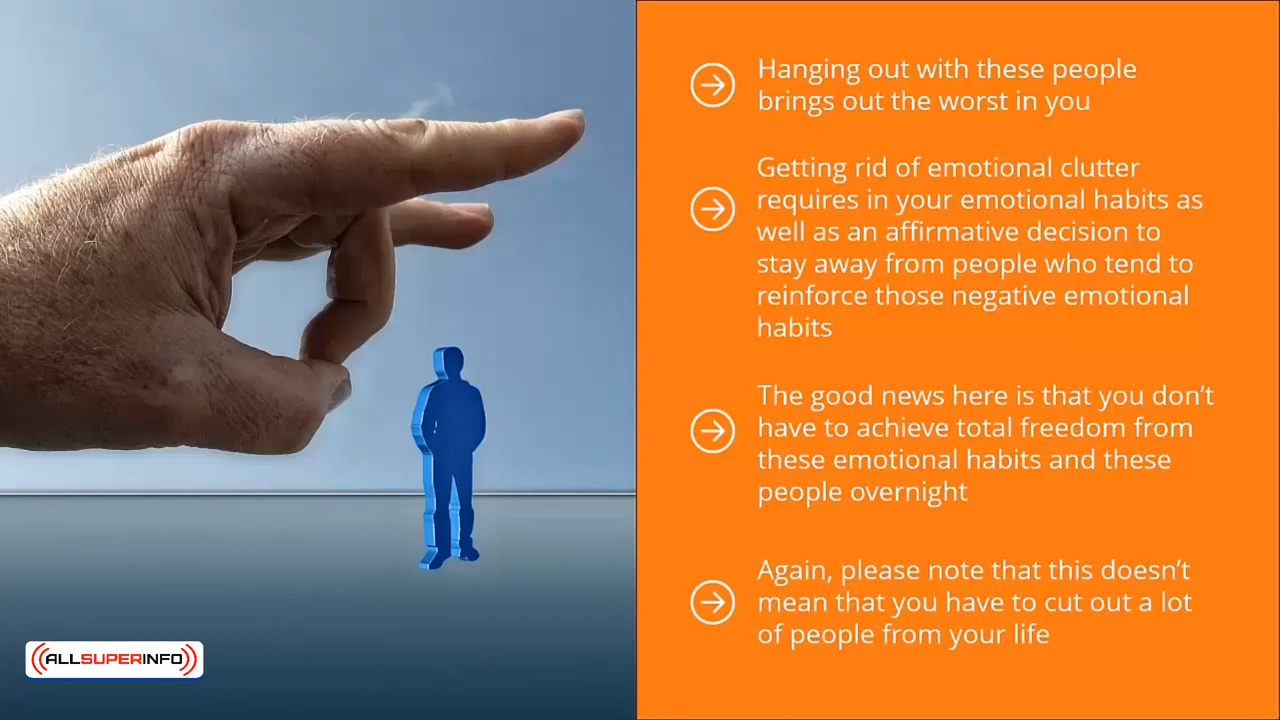 Hanging out with these people
brings out the worst in you
Getting rid of emotional clutter
requires in your emotional habits as
well as an affirmative decision to
stay away from people who tend to
reinforce those negative emotional
habits
The good news here is that you don't
have to achieve total freedom from
these emotional habits and these
people overnight
Again, please note that this doesn't
mean that you have to cut out a lot
of people from your life
ALLSUPERINFO